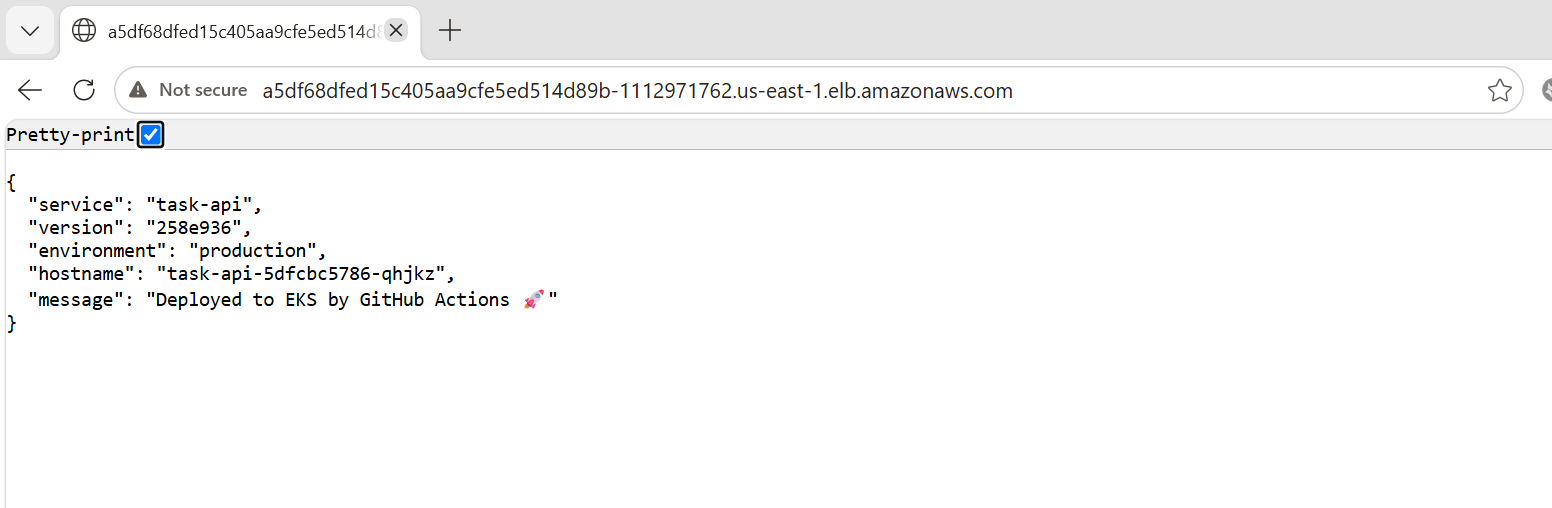 a5df68dfed15c405aa9cfe5ed514d8
Not secure a5df68dfed15c405aa9cfe5ed514d89b-1112971762.us-east-1.elb.amazonaws.com
Pretty-print
{
  "service": "task-api",
  "version": "258e936",
  "environment": "production",
  "hostname": "task-api-5dfcbc5786-qhjkz",
  "message": "Deployed to EKS by GitHub Actions 🚀"
}